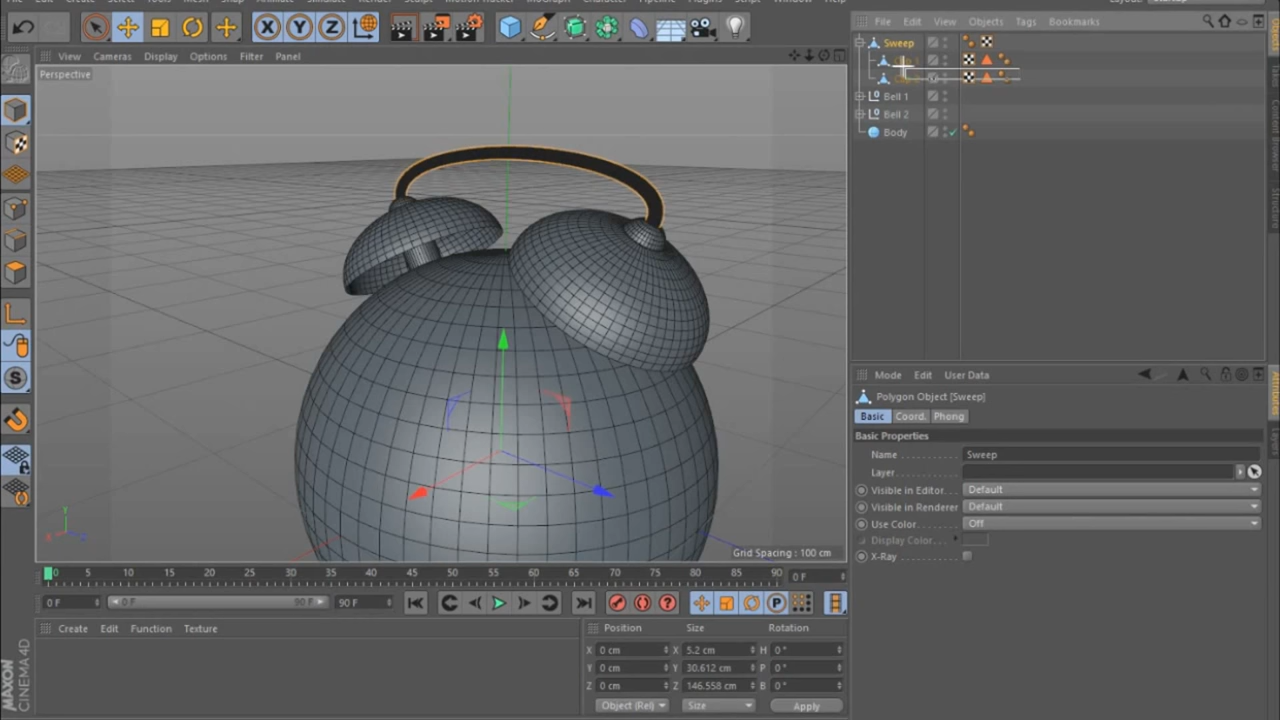 View Cameras Display Options Filter Panel
Perspective
Grid Spacing : 100 cm
0 5 10 15 20 25 30 35 40 45 50 55 60 65 70 75 80 85 90 0 F
0 F 0 F 90 F 90 F
Create Edit Function Texture
Position Size Rotation
X 0 cm X 5.2 cm H 0 °
Y 0 cm Y 30.612 cm P 0 °
Z 0 cm Z 146.558 cm B 0 °
Object (Rel) Size Apply
MAXON
CINEMA4D
File Edit View Objects Tags Bookmarks
Sweep
Bell 1
Bell 2
Body
Mode Edit User Data
Polygon Object [Sweep]
Basic Coord. Phong
Basic Properties
Name Sweep
Layer
Visible in Editor Default
Visible in Renderer Default
Use Color Off
Display Color
X-Ray